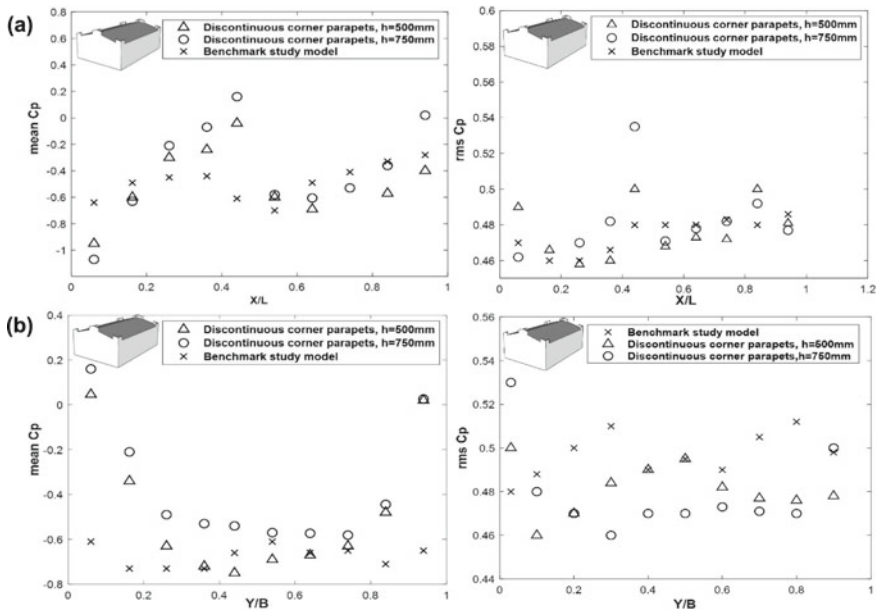 (a)
0.8
0.6
0.4
0.2
0
-0.2
-0.4
-0.6
-0.8
-1
mean Cp
Discontinuous corner parapets, h=500mm
Discontinuous corner parapets, h=750mm
Benchmark study model
0 0.2 0.4 0.6 0.8 1
X/L
0.6
0.58
0.56
0.54
0.52
0.5
0.48
0.46
rms Cp
Discontinuous corner parapets, h=500mm
Discontinuous corner parapets, h=750mm
Benchmark study model
0 0.2 0.4 0.6 0.8 1 1.2
X/L
(b)
0.4
0.2
0
-0.2
-0.4
-0.6
-0.8
mean Cp
Discontinuous corner parapets, h=500mm
Discontinuous corner parapets, h=750mm
Benchmark study model
0 0.2 0.4 0.6 0.8 1
Y/B
0.56
0.54
0.52
0.5
0.48
0.46
0.44
rms Cp
Benchmark study model
Discontinuous corner parapets, h=500mm
Discontinuous corner parapets,h=750mm
0 0.2 0.4 0.6 0.8 1
Y/B